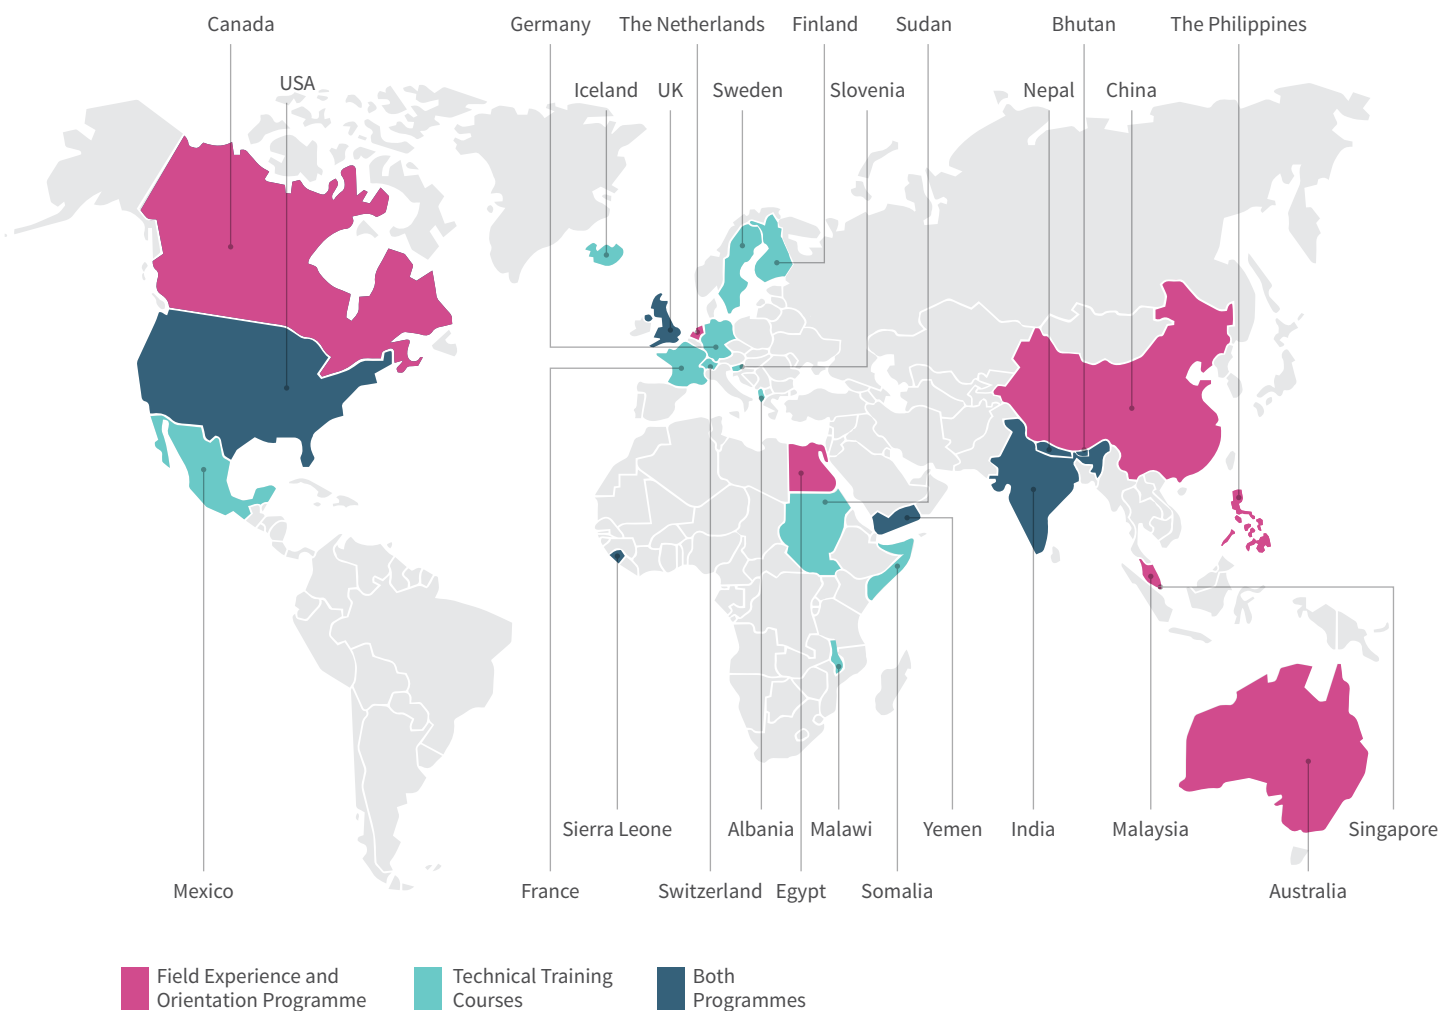 Canada
Germany
The Netherlands
Finland
Sudan
Bhutan
The Philippines
USA
Iceland
UK
Sweden
Slovenia
Nepal
China
Sierra Leone
Albania
Malawi
Yemen
India
Malaysia
Singapore
Mexico
France
Switzerland
Egypt
Somalia
Australia
Field Experience and
Orientation Programme
Technical Training
Courses
Both
Programmes